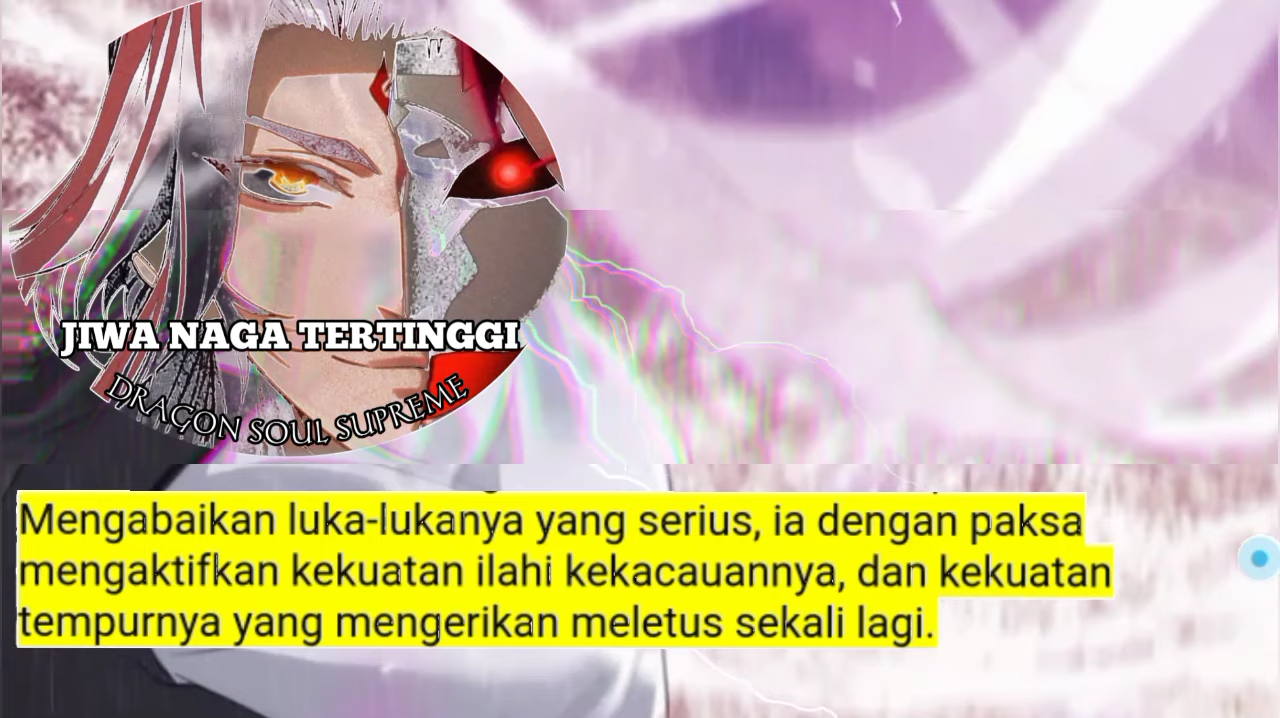 JIWA NAGA TERTINGGI
DRAGON SOUL SUPREME
Mengabaikan luka-lukanya yang serius, ia dengan paksa
mengaktifkan kekuatan ilahi kekacauannya, dan kekuatan
tempurnya yang mengerikan meletus sekali lagi.